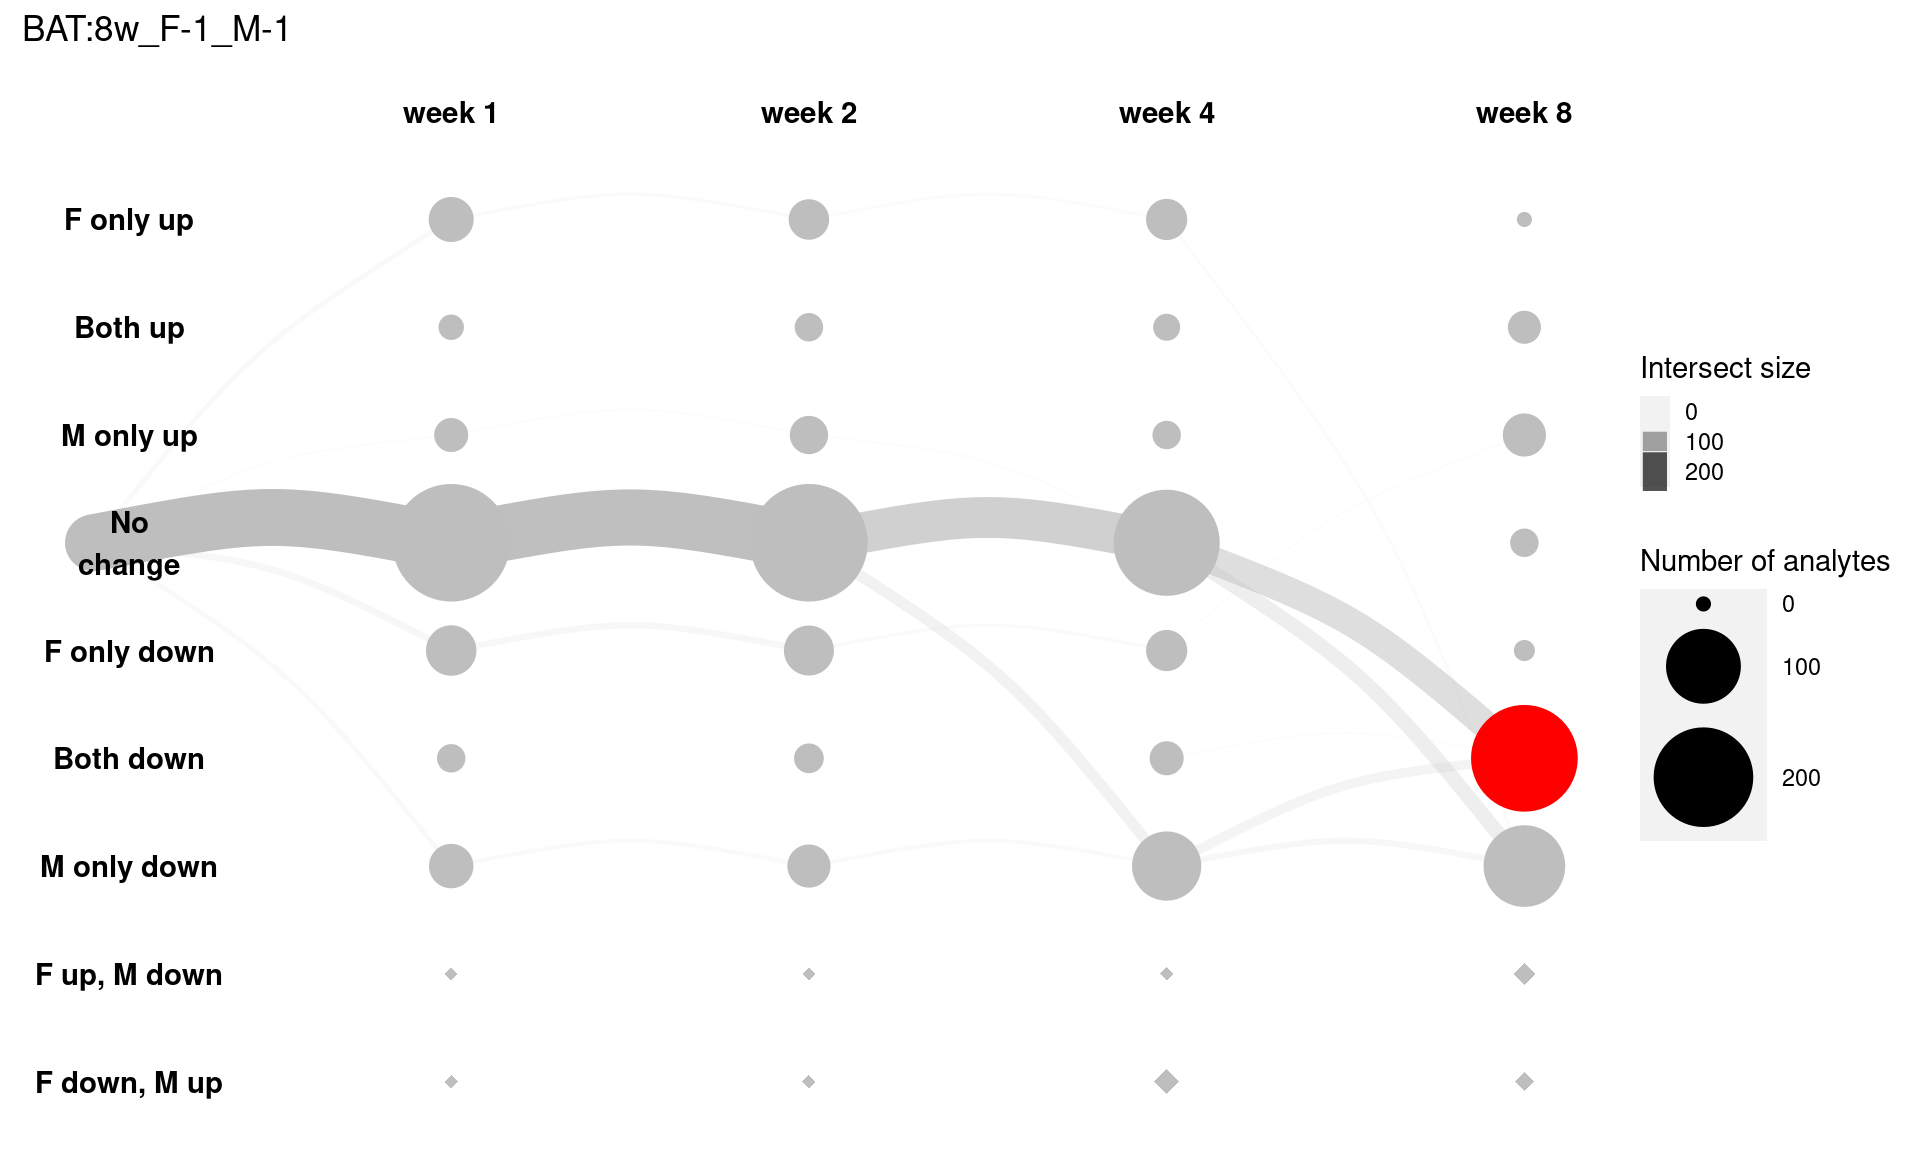 BAT:8w_F-1_M-1
week 1
week 2
week 4
week 8
F only up
Both up
M only up
No
change
F only down
Both down
M only down
F up, M down
F down, M up
Intersect size
0
100
200
Number of analytes
0
100
200